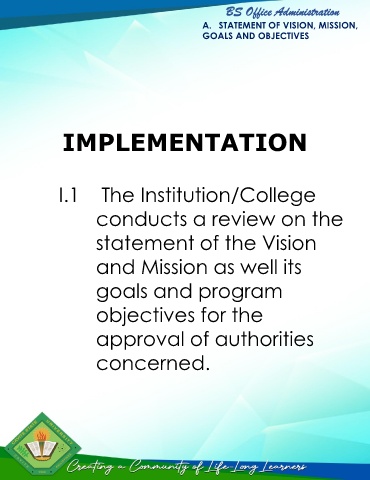 BS Office Administration
A. STATEMENT OF VISION, MISSION,
GOALS AND OBJECTIVES
IMPLEMENTATION
I.1 The Institution/College
conducts a review on the
statement of the Vision
and Mission as well its
goals and program
objectives for the
approval of authorities
concerned.
Creating a Community of Life Long Learners